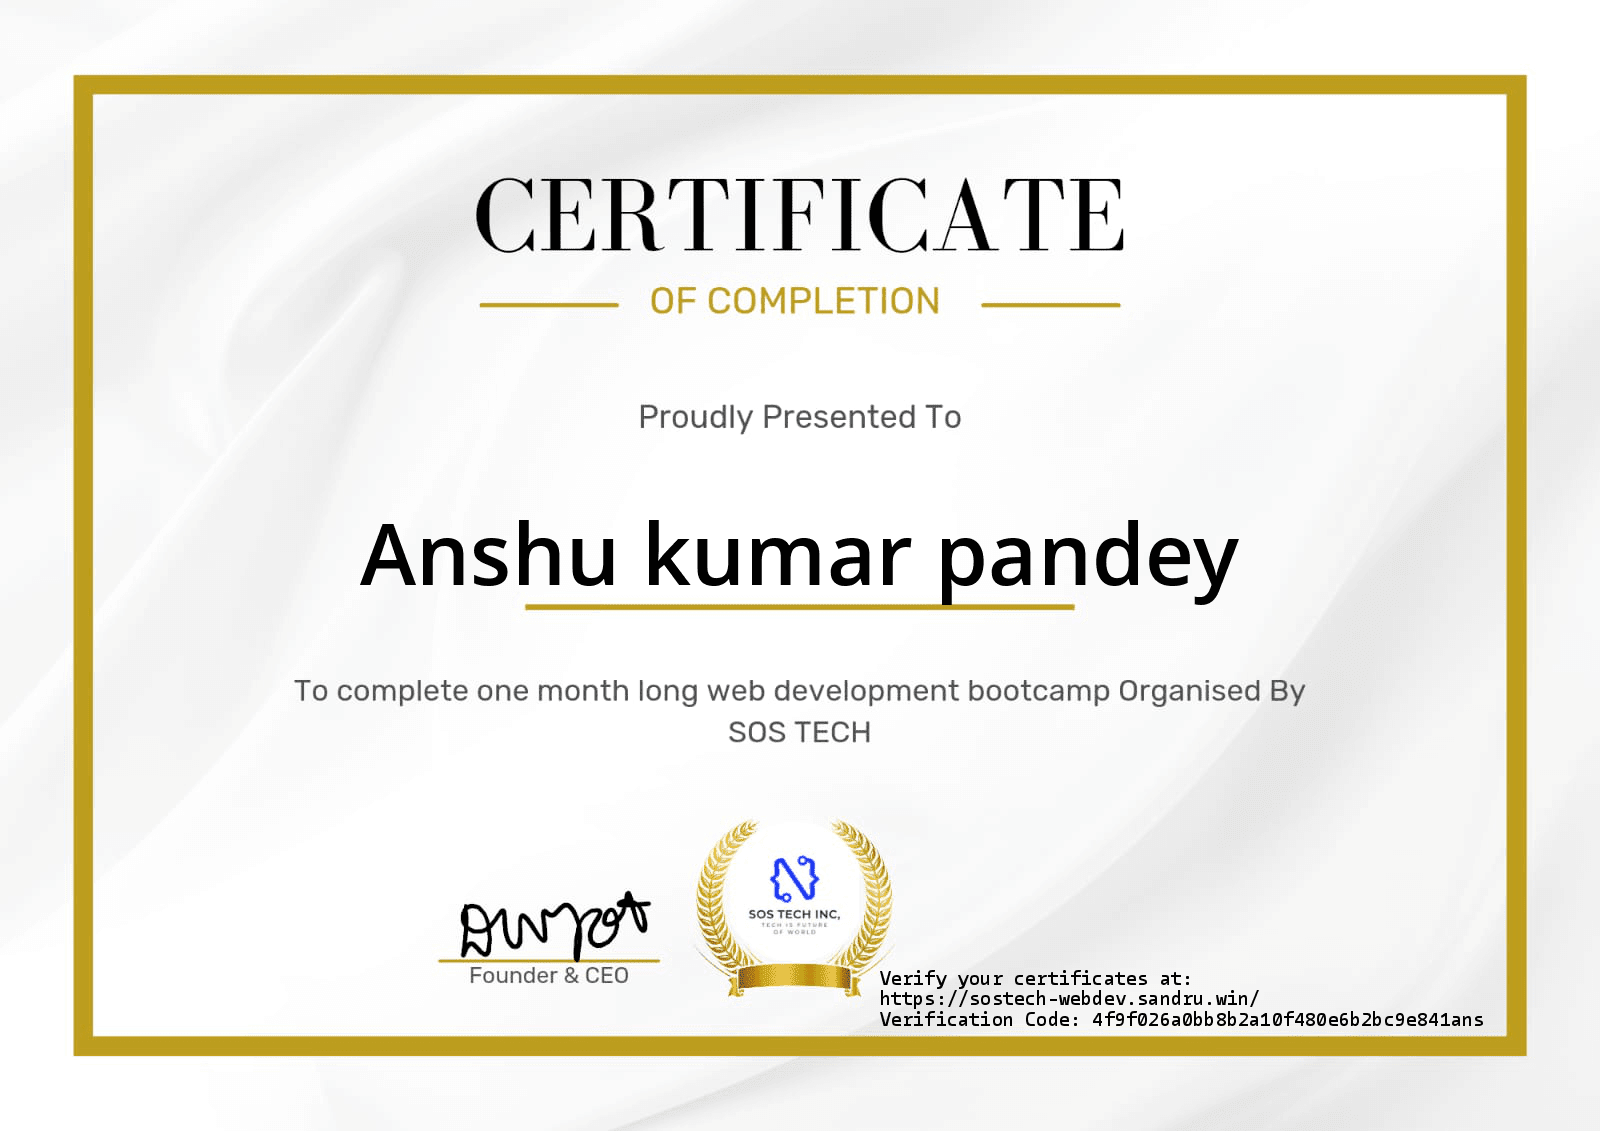 CERTIFICATE
OF COMPLETION
Proudly Presented To
Anshu kumar pandey
To complete one month long web development bootcamp Organised By
SOS TECH
Founder & CEO
SOS TECH INC,
TECH IS FUTURE
OF WORLD
Verify your certificates at:
https://sostech-webdev.sandru.win/
Verification Code: 4f9f026a0bb8b2a10f480e6b2bc9e841ans